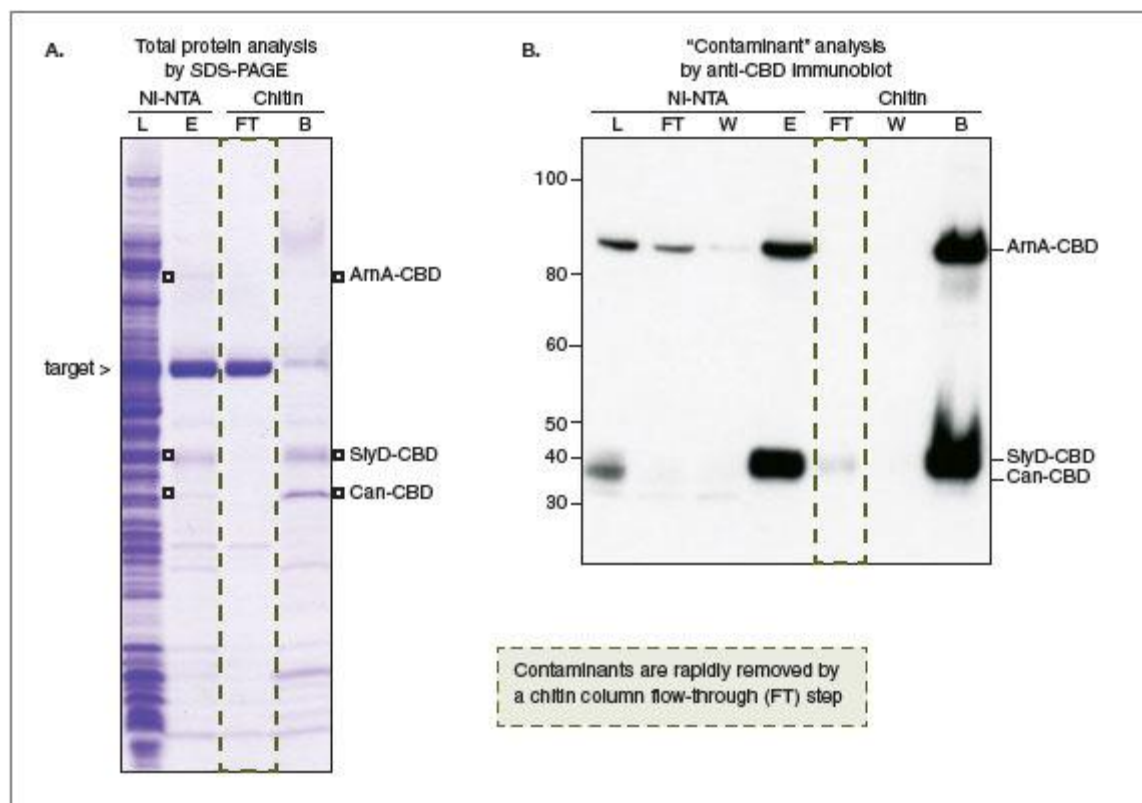 A.
Total protein analysis
by SDS-PAGE
NI-NTA Chitin
L E FT B
ArnA-CBD
target >
SlyD-CBD
Can-CBD
B.
"Contaminant" analysis
by anti-CBD Immunoblot
NI-NTA Chitin
L FT W E FT W B
100
80
60
50
40
30
ArnA-CBD
SlyD-CBD
Can-CBD
Contaminants are rapidly removed by
a chitin column flow-through (FT) step